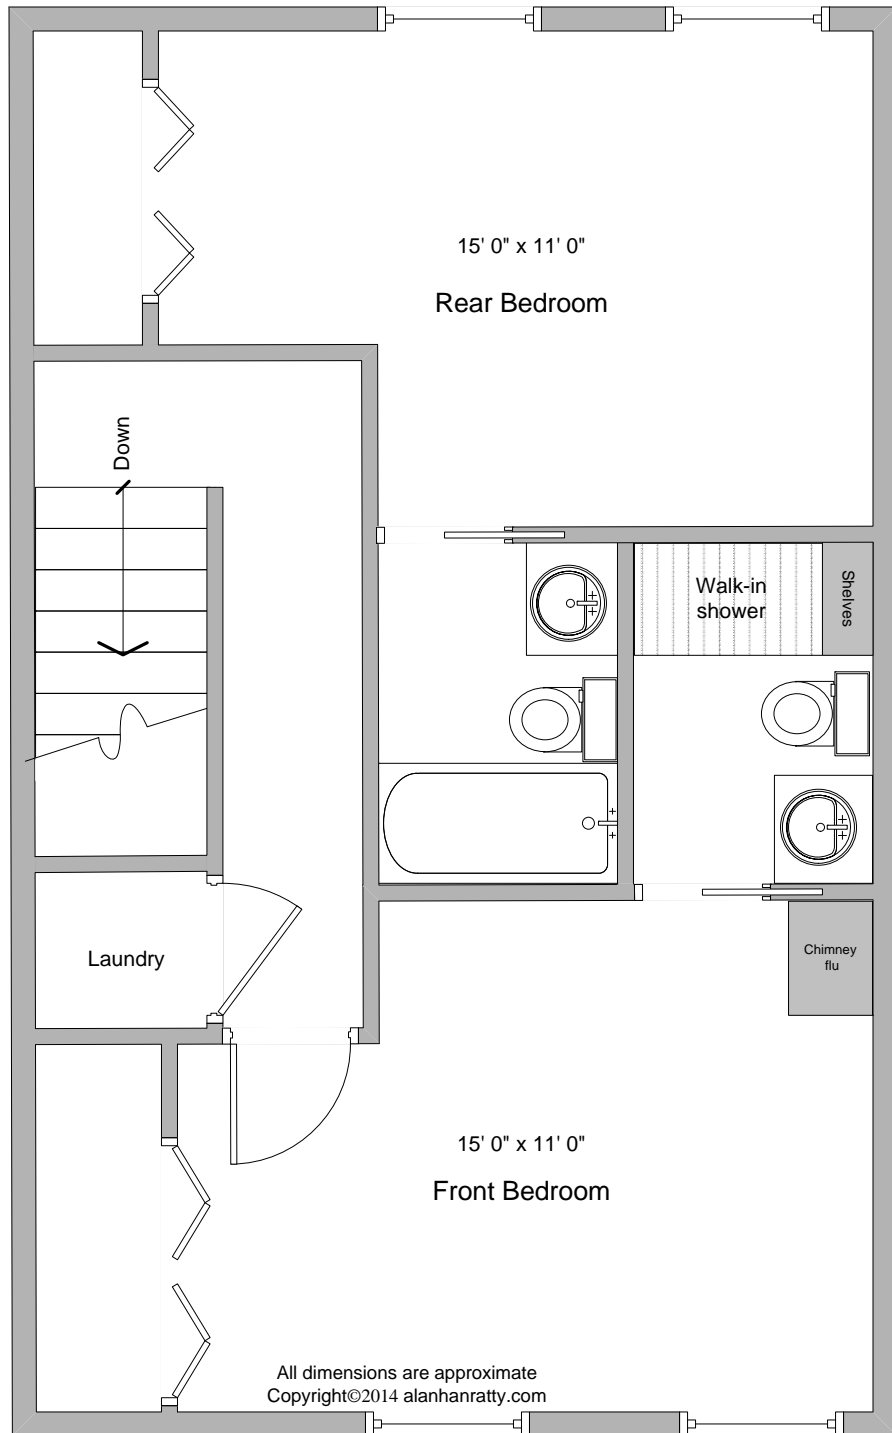 15' 0" x 11' 0"
Rear Bedroom
Down
Walk-in
shower
Shelves
Laundry
Chimney
flu
15' 0" x 11' 0"
Front Bedroom
All dimensions are approximate
Copyright©2014 alanhanratty.com